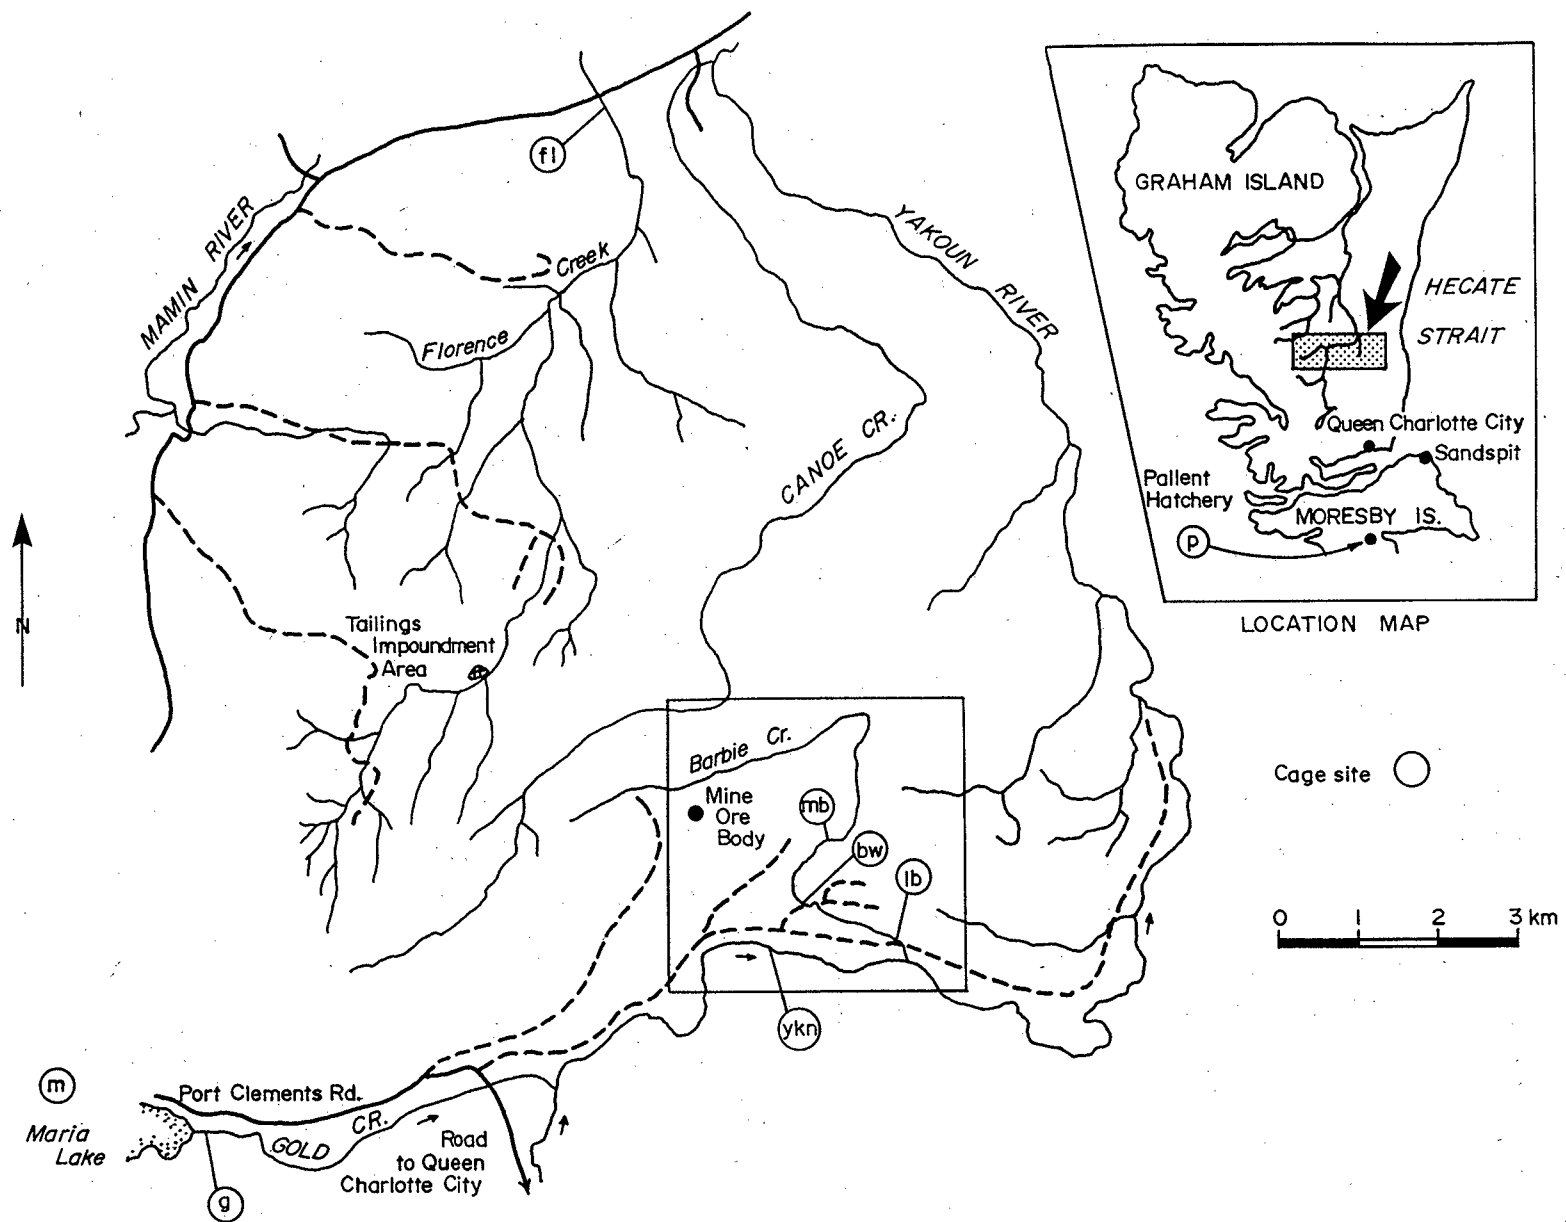 fl
MAMIN RIVER
Creek
Florence
YAKOUN RIVER
CANOE CR.
N
Tailings
Impoundment
Area
Barbie Cr.
Mine
Ore
Body
mb
bw
lb
ykn
m
Maria
Lake
Port Clements Rd.
GOLD CR.
g
Road
to Queen
Charlotte City
GRAHAM ISLAND
HECATE
STRAIT
Queen Charlotte City
Sandspit
Pallent
Hatchery
MORESBY IS.
p
LOCATION MAP
Cage site
0 1 2 3 km